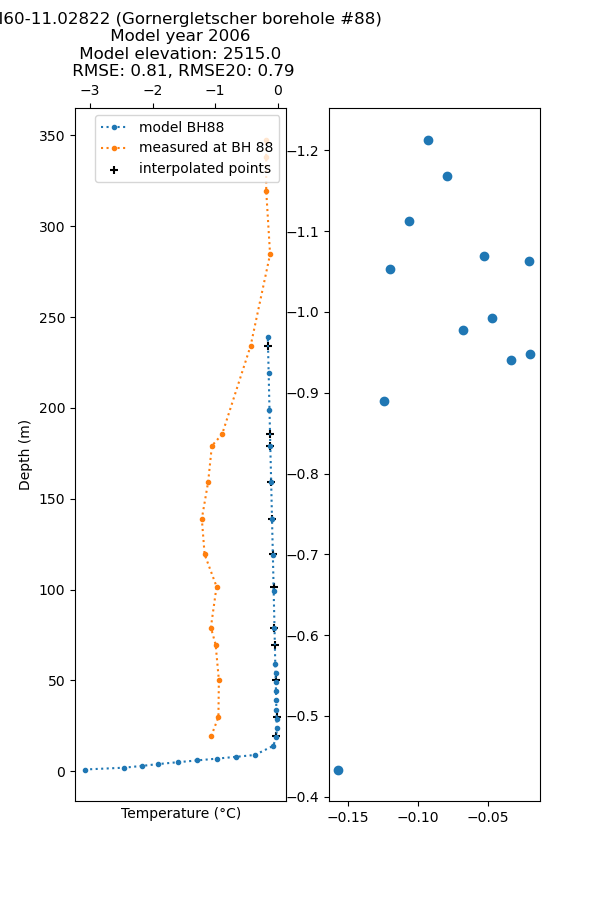 l60-11.02822 (Gornergletscher borehole #88)
Model year 2006
Model elevation: 2515.0
RMSE: 0.81, RMSE20: 0.79
−3 −2 −1 0
model BH88
measured at BH 88
interpolated points
350
300
250
200
150
100
50
0
Depth (m)
Temperature (°C)
−1.2
−1.1
−1.0
−0.9
−0.8
−0.7
−0.6
−0.5
−0.4
−0.15 −0.10 −0.05